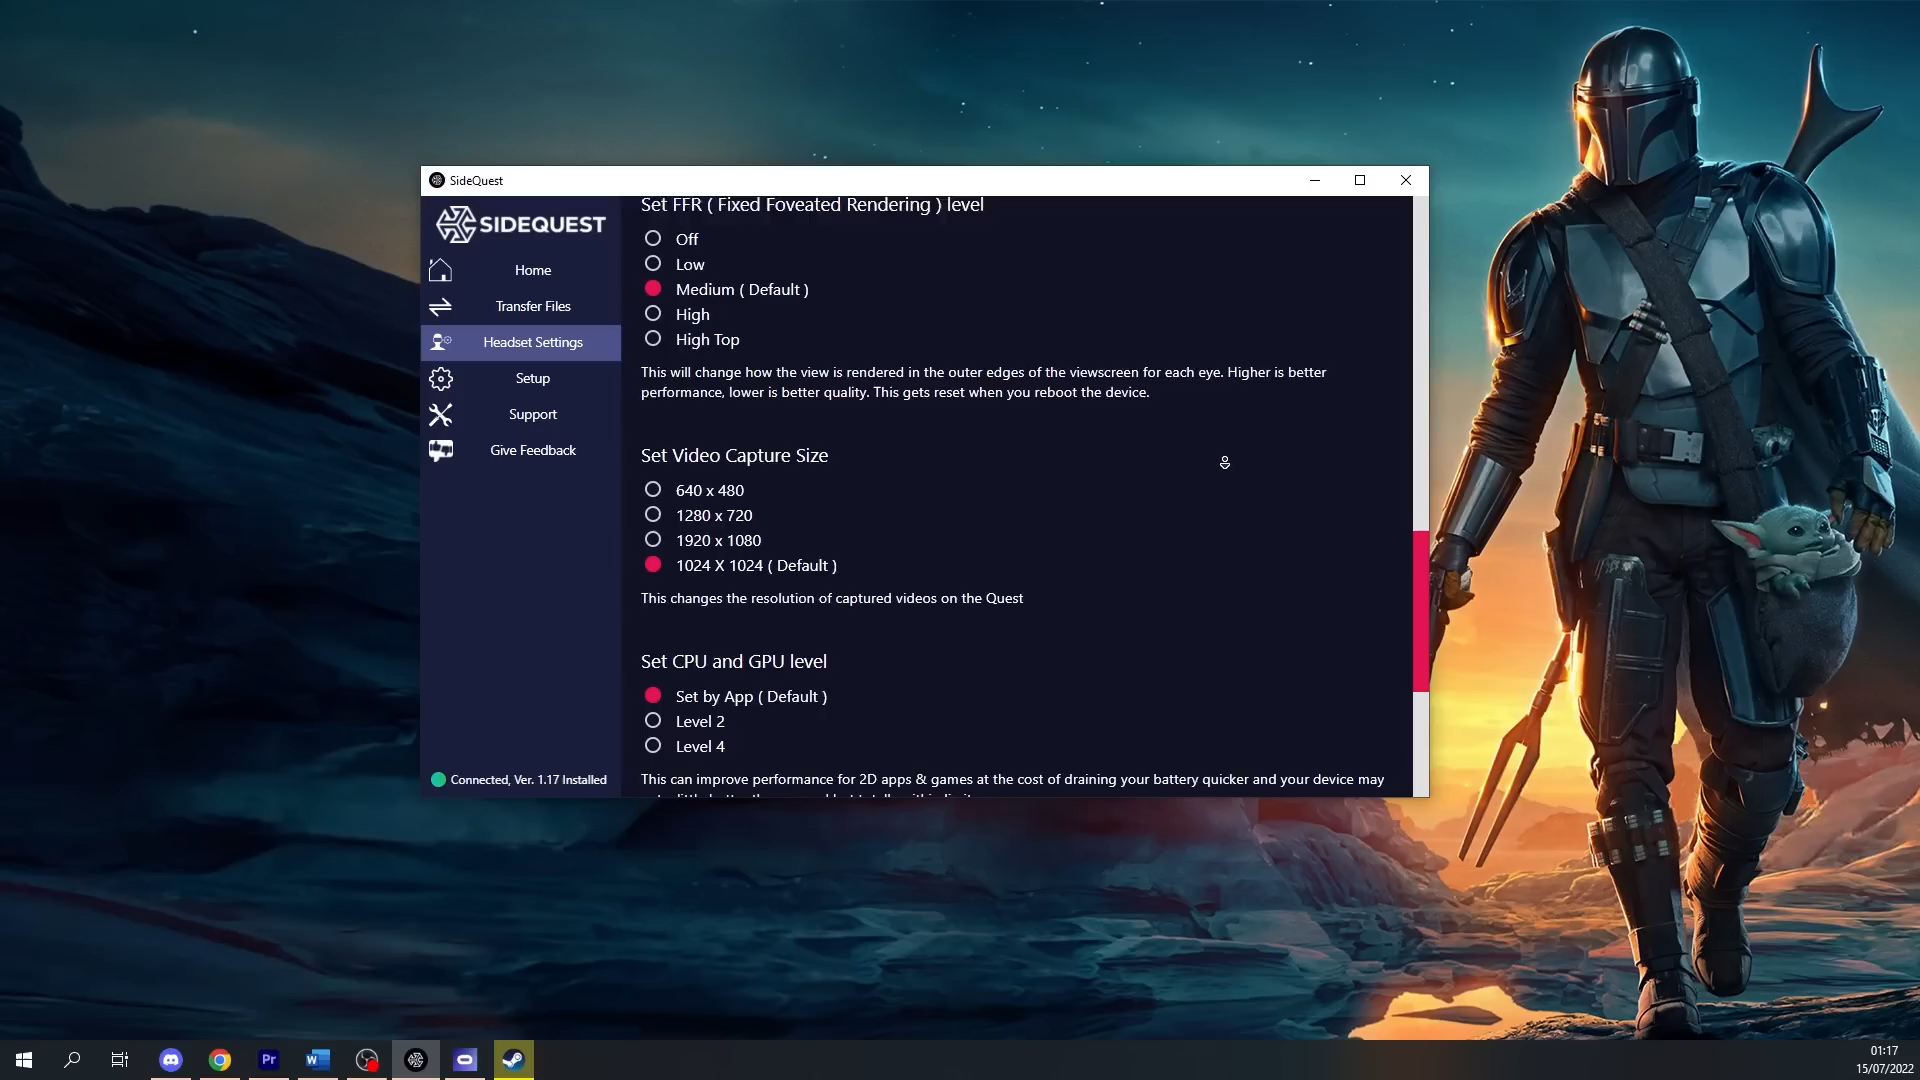 SideQuest
SIDEQUEST
Home
Transfer Files
Headset Settings
Setup
Support
Give Feedback
Connected, Ver. 1.17 Installed
Set FFR ( Fixed Foveated Rendering ) level
Off
Low
Medium ( Default )
High
High Top
This will change how the view is rendered in the outer edges of the viewscreen for each eye. Higher is better
performance, lower is better quality. This gets reset when you reboot the device.
Set Video Capture Size
640 x 480
1280 x 720
1920 x 1080
1024 X 1024 ( Default )
This changes the resolution of captured videos on the Quest
Set CPU and GPU level
Set by App ( Default )
Level 2
Level 4
This can improve performance for 2D apps & games at the cost of draining your battery quicker and your device may
Pr
W
01:17
15/07/2022